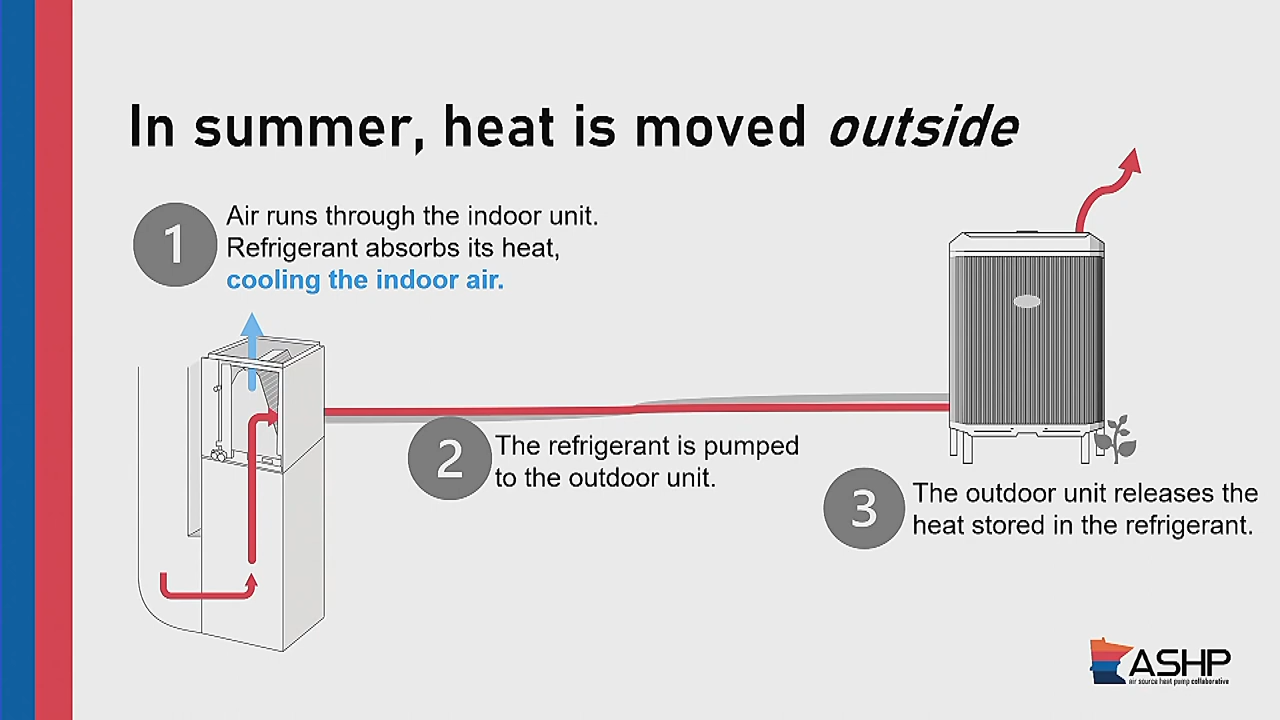 In summer, heat is moved outside
1
Air runs through the indoor unit.
Refrigerant absorbs its heat,
cooling the indoor air.
2
The refrigerant is pumped
to the outdoor unit.
3
The outdoor unit releases the
heat stored in the refrigerant.
ASHP
air source heat pump collaborative